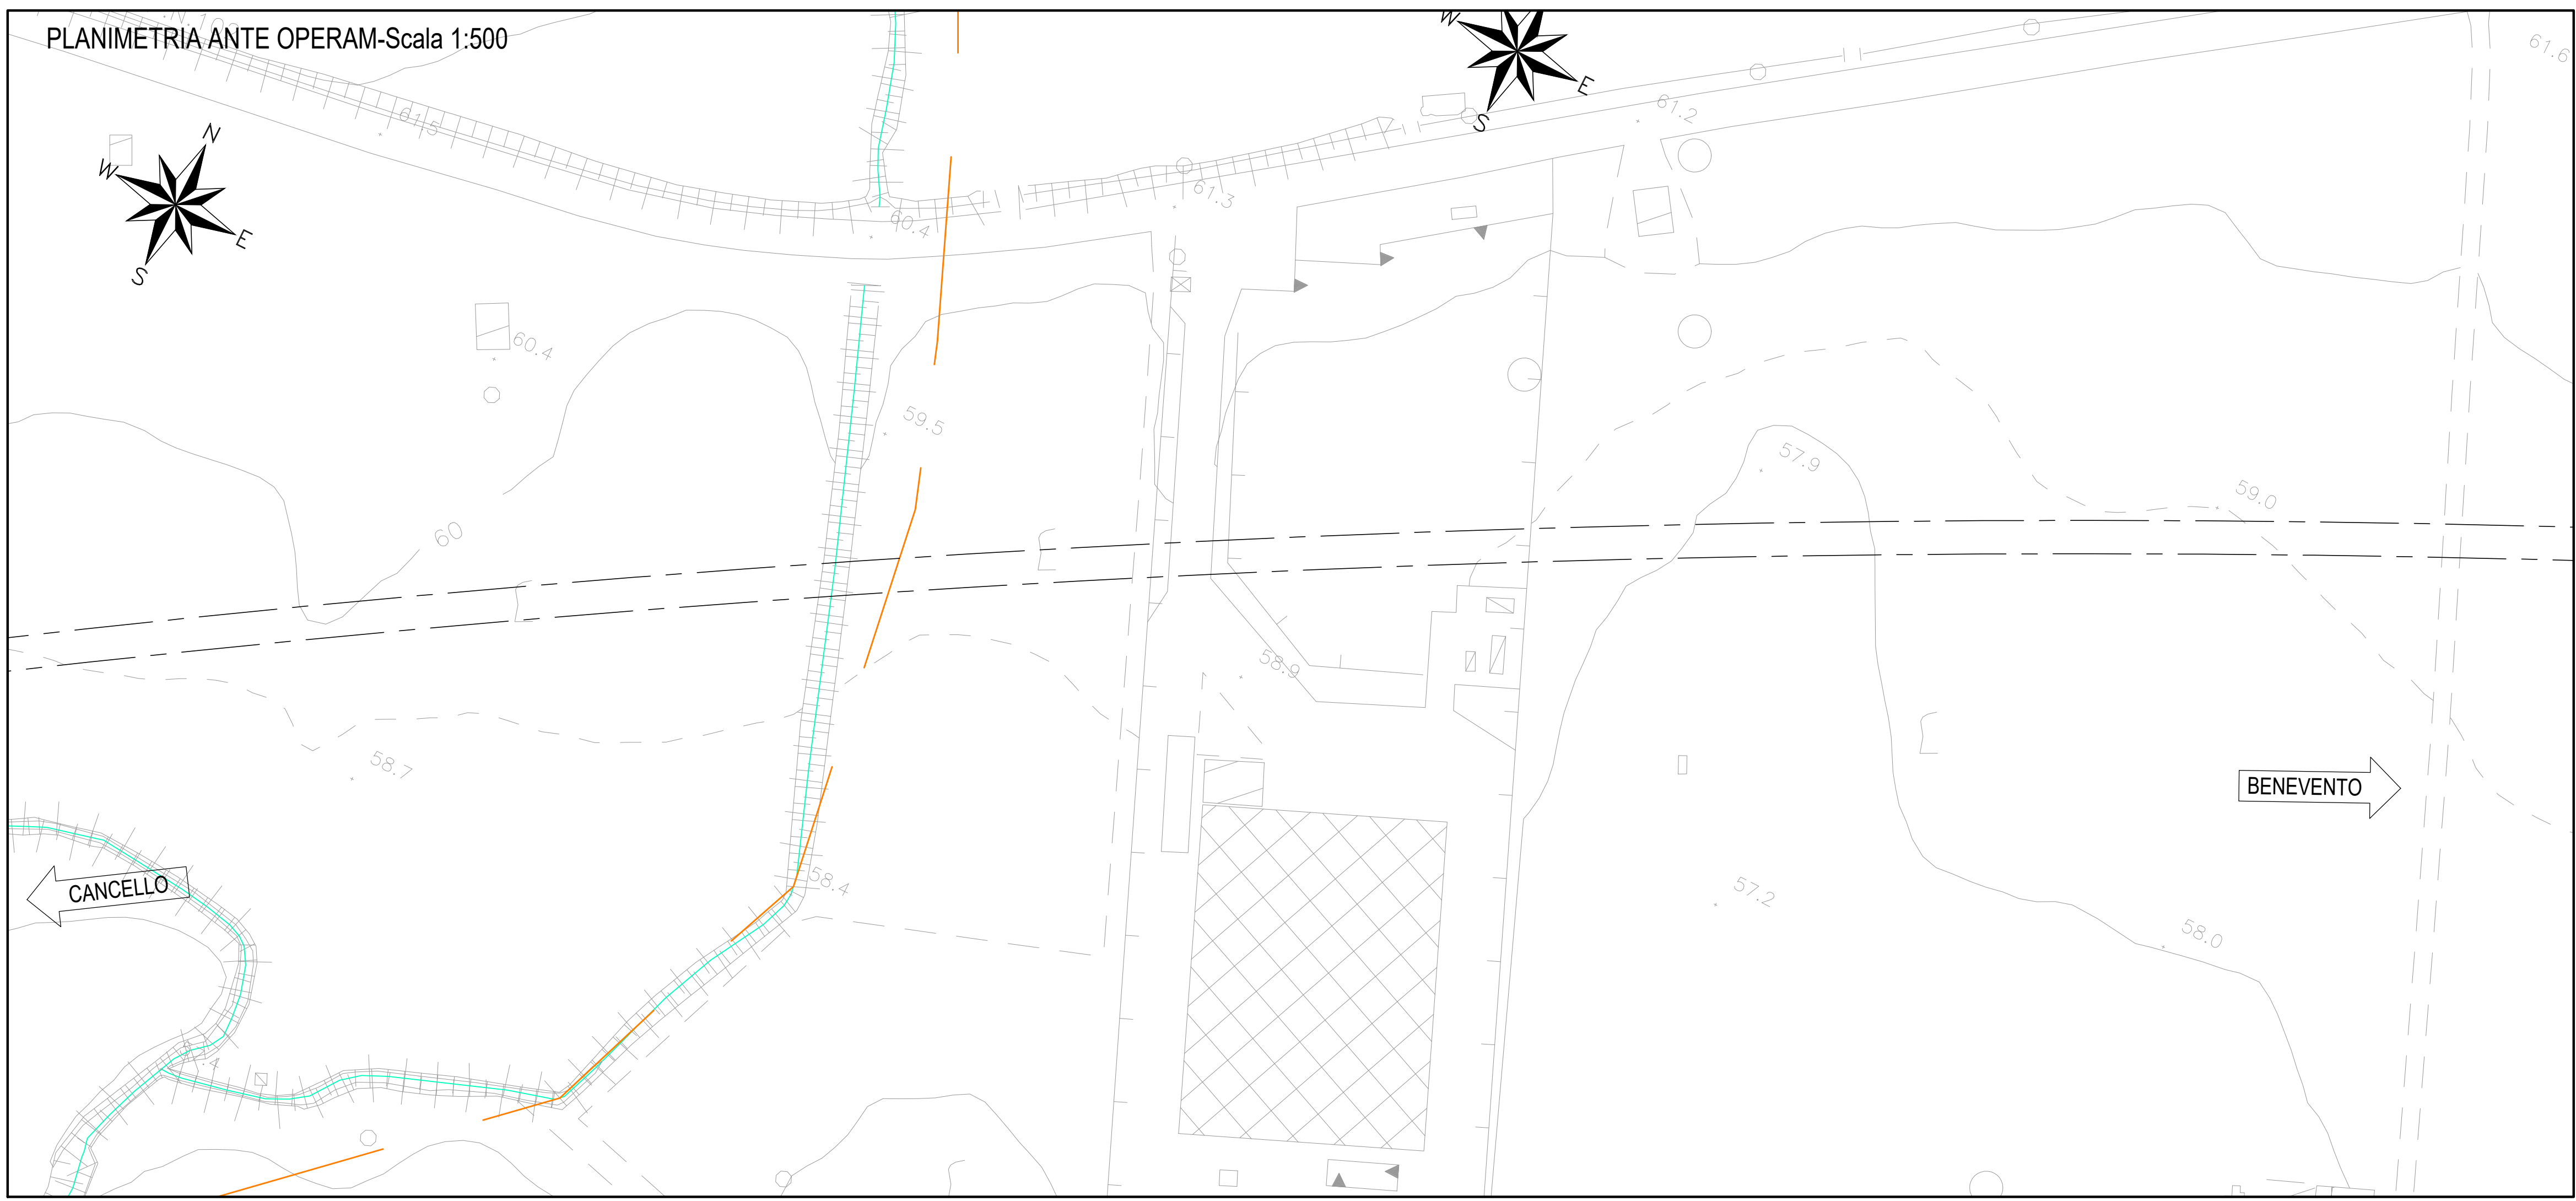 PLANIMETRIA ANTE OPERAM-Scala 1:500
W
E
S
61.6
61.5
61.2
N
W
E
S
61.3
60.4
60.4
59.5
57.9
59.0
60
58.9
58.7
BENEVENTO
58.4
CANCELLO
57.2
58.0